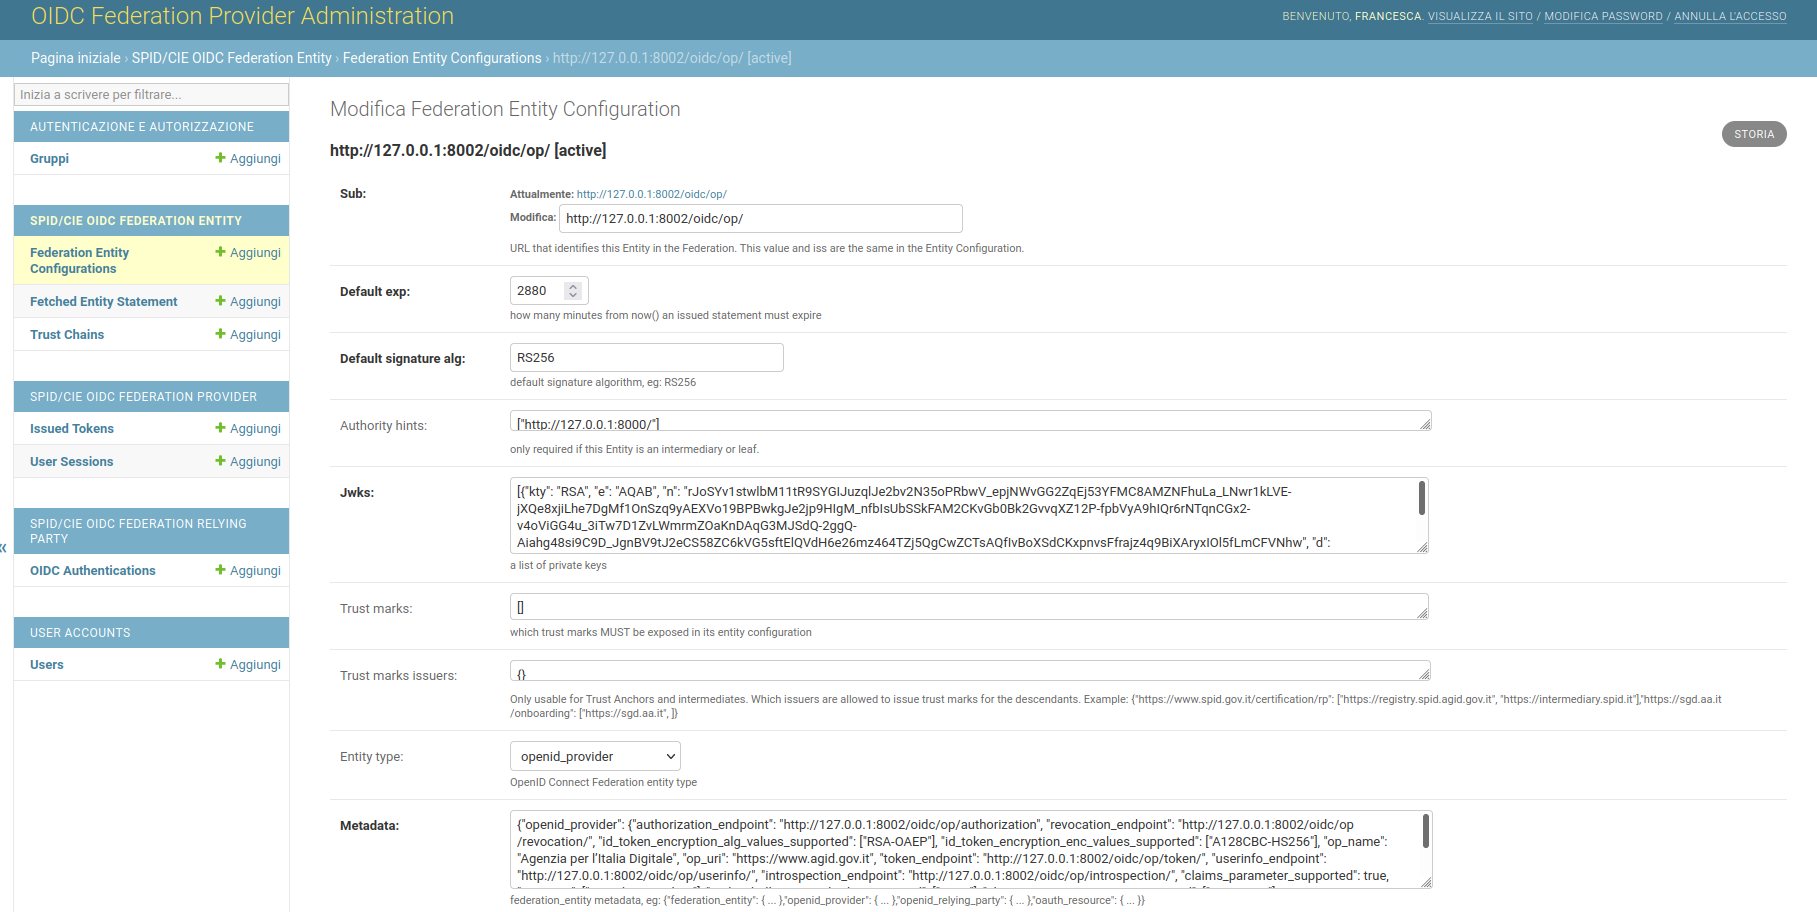 OIDC Federation Provider Administration
BENVENUTO, FRANCESCA. VISUALIZZA IL SITO / MODIFICA PASSWORD / ANNULLA L'ACCESSO
Pagina iniziale › SPID/CIE OIDC Federation Entity › Federation Entity Configurations › http://127.0.0.1:8002/oidc/op/ [active]
Inizia a scrivere per filtrare...
AUTENTICAZIONE E AUTORIZZAZIONE
Gruppi
Aggiungi
SPID/CIE OIDC FEDERATION ENTITY
Federation Entity
Configurations
Aggiungi
Fetched Entity Statement
Aggiungi
Trust Chains
Aggiungi
SPID/CIE OIDC FEDERATION PROVIDER
Issued Tokens
Aggiungi
User Sessions
Aggiungi
SPID/CIE OIDC FEDERATION RELYING
PARTY
OIDC Authentications
Aggiungi
USER ACCOUNTS
Users
Aggiungi
«
Modifica Federation Entity Configuration
STORIA
http://127.0.0.1:8002/oidc/op/ [active]
Sub:
Attualmente: http://127.0.0.1:8002/oidc/op/
Modifica: http://127.0.0.1:8002/oidc/op/
URL that identifies this Entity in the Federation. This value and iss are the same in the Entity Configuration.
Default exp:
2880
how many minutes from now() an issued statement must expire
Default signature alg:
RS256
default signature algorithm, eg: RS256
Authority hints:
["http://127.0.0.1:8000/"]
only required if this Entity is an intermediary or leaf.
Jwks:
[{"kty": "RSA", "e": "AQAB", "n": "rJoSYv1stwlbM11tR9SYGIJuzqlJe2bv2N35oPRbwV_epjNWvGG2ZqEj53YFMC8AMZNFhuLa_LNwr1kLVE-
jXQe8xjiLhe7DgMf1OnSzq9yAEXVo19BPBwkgJe2jp9HIgM_nfbIsUbSSkFAM2CKvGb0Bk2GvvqXZ12P-fpbVyA9hIQr6rNTqnCGx2-
v4oViGG4u_3iTw7D1ZvLWmrmZOaKnDAqG3MJSdQ-2ggQ-
Aiahg48si9C9D_JgnBV9tJ2eCS58ZC6kVG5sftElQVdH6e26mz464TZj5QgCwZCTsAQfIvBoXSdCKxpnvsFfrajz4q9BiXAryxIOl5fLmCFVNhw", "d":
a list of private keys
Trust marks:
[]
which trust marks MUST be exposed in its entity configuration
Trust marks issuers:
{}
Only usable for Trust Anchors and intermediates. Which issuers are allowed to issue trust marks for the descendants. Example: {"https://www.spid.gov.it/certification/rp": ["https://registry.spid.agid.gov.it", "https://intermediary.spid.it"],"https://sgd.aa.it
/onboarding": ["https://sgd.aa.it", ]}
Entity type:
openid_provider
OpenID Connect Federation entity type
Metadata:
{"openid_provider": {"authorization_endpoint": "http://127.0.0.1:8002/oidc/op/authorization", "revocation_endpoint": "http://127.0.0.1:8002/oidc/op
/revocation/", "id_token_encryption_alg_values_supported": ["RSA-OAEP"], "id_token_encryption_enc_values_supported": ["A128CBC-HS256"], "op_name":
"Agenzia per l'Italia Digitale", "op_uri": "https://www.agid.gov.it", "token_endpoint": "http://127.0.0.1:8002/oidc/op/token/", "userinfo_endpoint":
"http://127.0.0.1:8002/oidc/op/userinfo/", "introspection_endpoint": "http://127.0.0.1:8002/oidc/op/introspection/", "claims_parameter_supported": true,
federation_entity metadata, eg: {"federation_entity": { ... },"openid_provider": { ... },"openid_relying_party": { ... },"oauth_resource": { ... }}